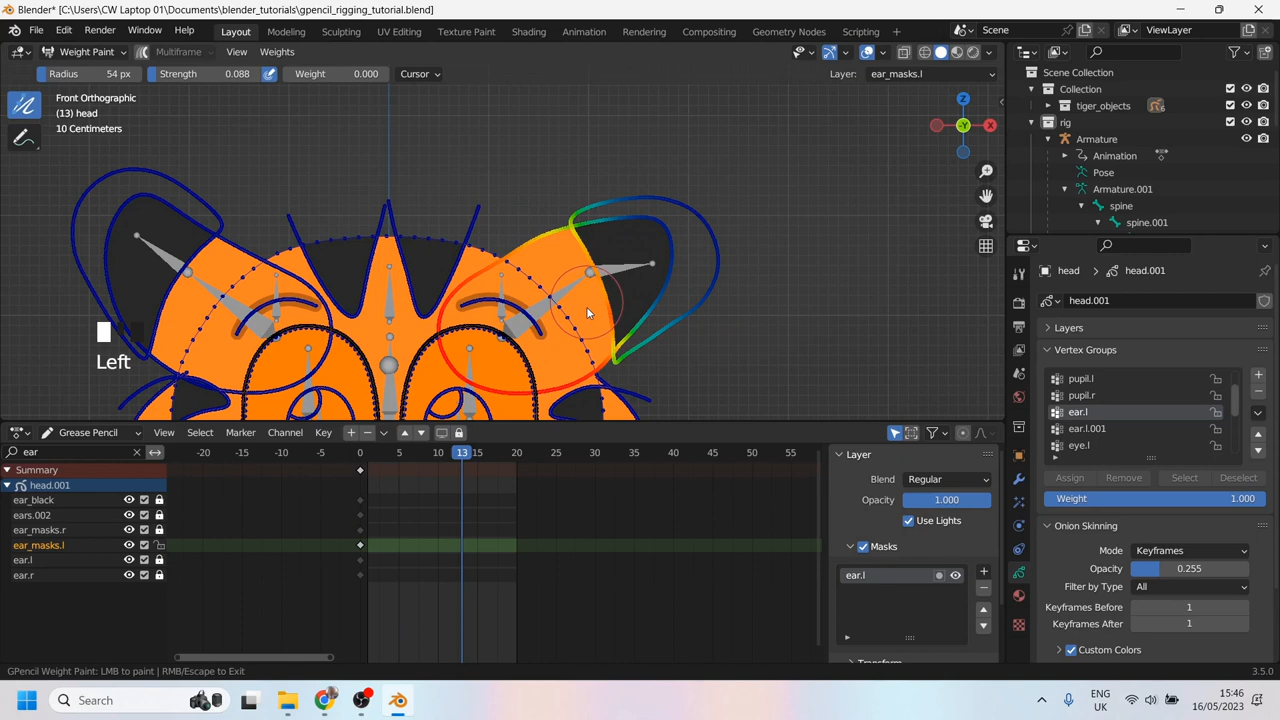 Blender* [C:\Users\CW Laptop 01\Documents\blender_tutorials\gpencil_rigging_tutorial.blend]
File Edit Render Window Help Layout Modeling Sculpting UV Editing Texture Paint Shading Animation Rendering Compositing Geometry Nodes Scripting Scene ViewLayer
Weight Paint Multiframe View Weights
Radius 54 px Strength 0.088 Weight 0.000 Cursor Layer: ear_masks.l
Front Orthographic
(13) head
10 Centimeters
Z
X
-Y
Left
Scene Collection
Collection
tiger_objects 6
rig
Armature
Animation
Pose
Armature.001
spine
spine.001
head head.001
head.001
Layers
Vertex Groups
pupil.l
pupil.r
ear.l
ear.l.001
eye.l
Assign Remove Select Deselect
Weight 1.000
Onion Skinning
Mode Keyframes
Opacity 0.255
Filter by Type All
Keyframes Before 1
Keyframes After 1
Custom Colors
Grease Pencil View Select Marker Channel Key
ear -20 -15 -10 -5 0 5 10 13 15 20 25 30 35 40 45 50 55
Summary
head.001
ear_black
ears.002
ear_masks.r
ear_masks.l
ear.l
ear.r
Layer
Blend Regular
Opacity 1.000
Use Lights
Masks
ear.l
GPencil Weight Paint: LMB to paint | RMB/Escape to Exit 3.5.0
Search
ENG
UK
15:46
16/05/2023